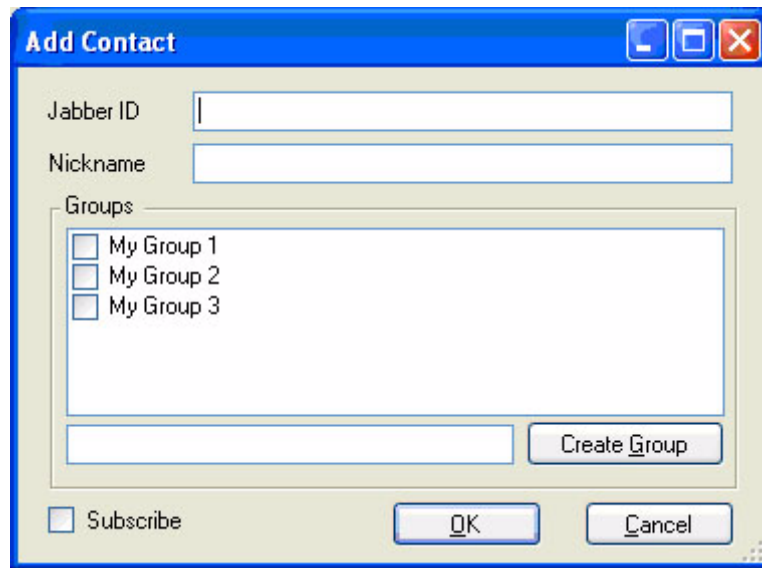 Add Contact
Jabber ID
Nickname
Groups
My Group 1
My Group 2
My Group 3
Create Group
Subscribe OK Cancel